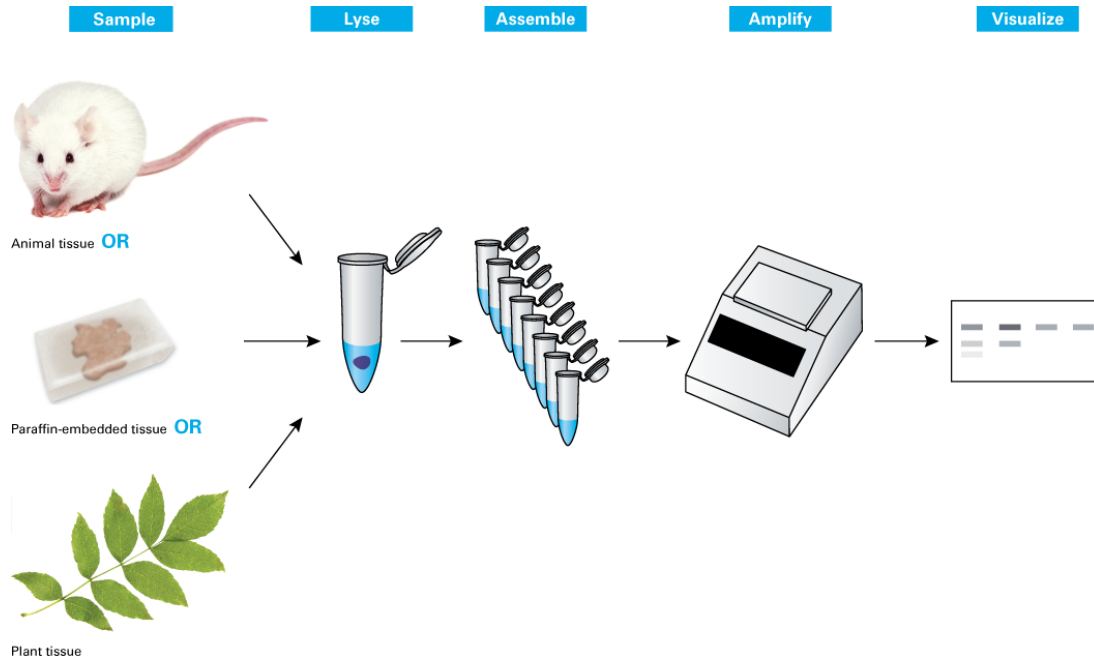 Sample
Lyse
Assemble
Amplify
Visualize
Animal tissue OR
Paraffin-embedded tissue OR
Plant tissue